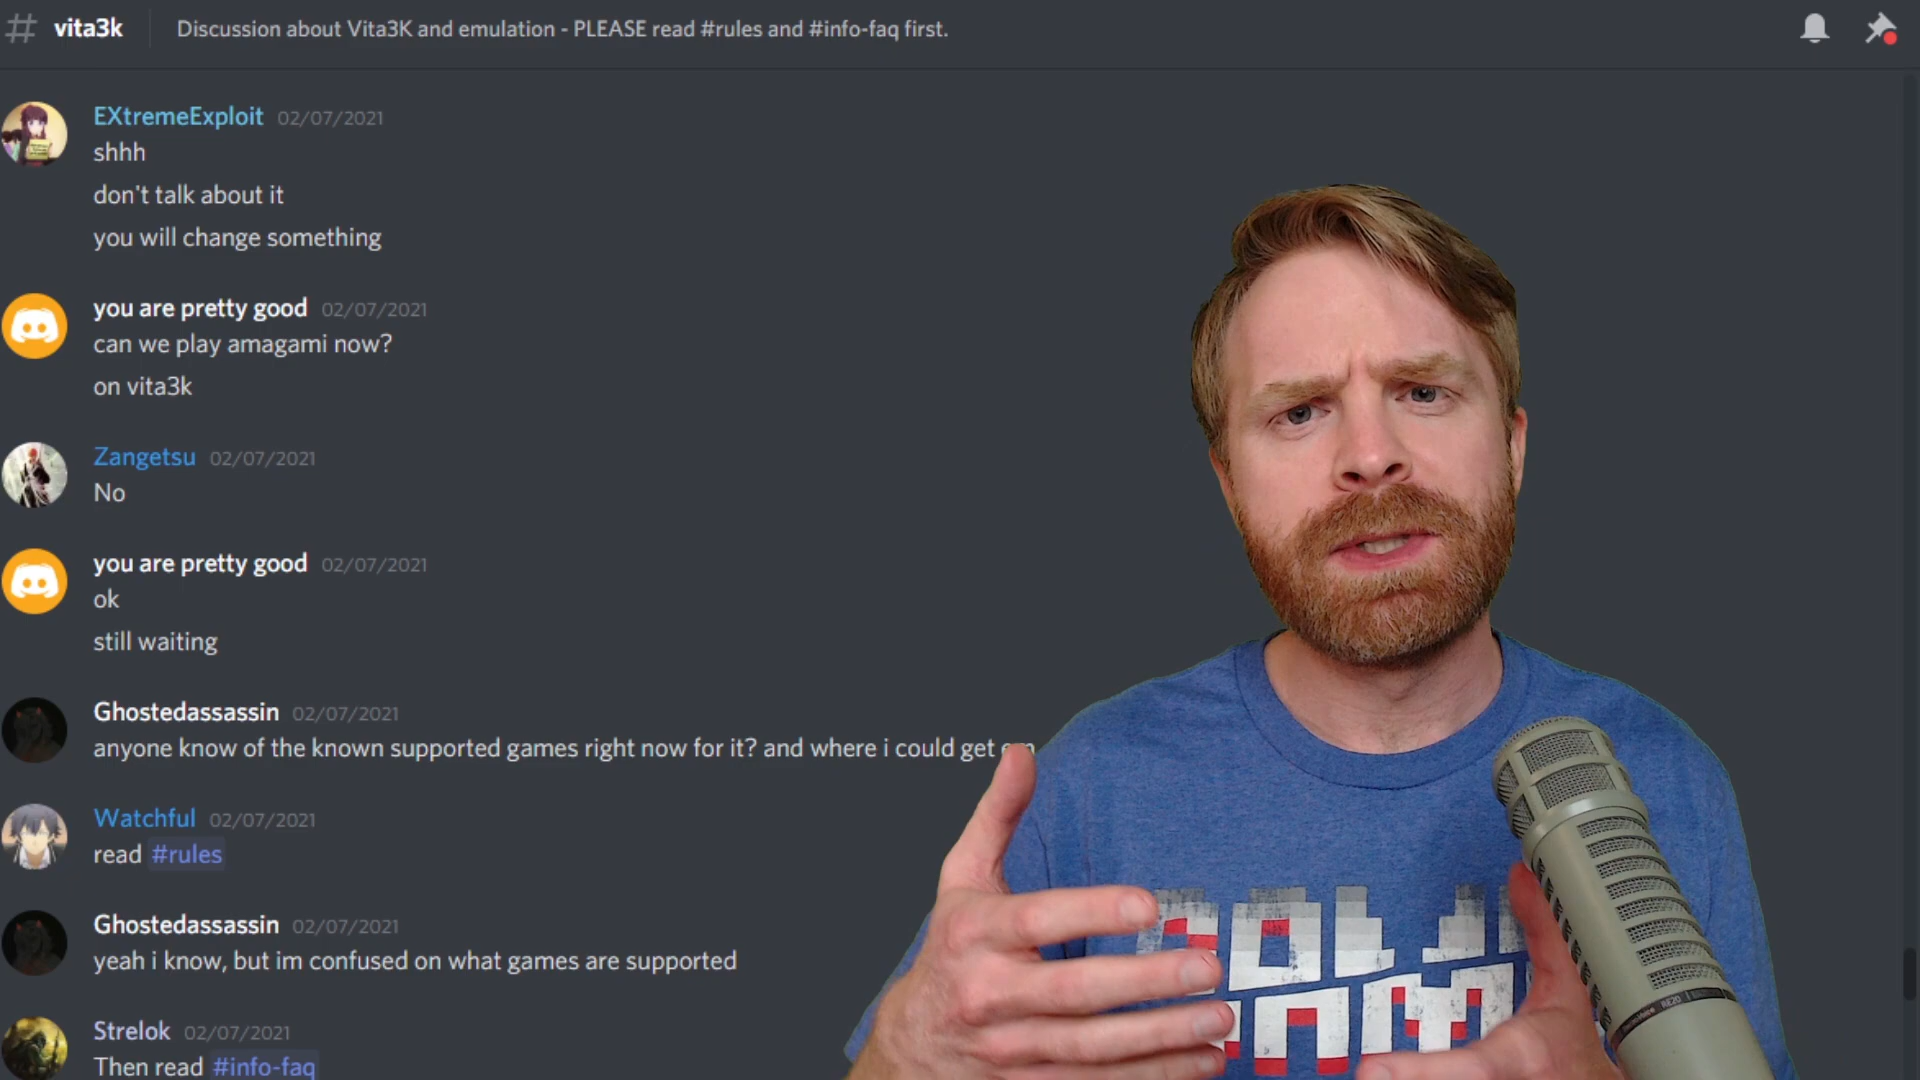 # vita3k
Discussion about Vita3K and emulation - PLEASE read #rules and #info-faq first.
EXtremeExploit 02/07/2021
shhh
don't talk about it
you will change something
you are pretty good 02/07/2021
can we play amagami now?
on vita3k
Zangetsu 02/07/2021
No
you are pretty good 02/07/2021
ok
still waiting
Ghostedassassin 02/07/2021
anyone know of the known supported games right now for it? and where i could get em
Watchful 02/07/2021
read #rules
Ghostedassassin 02/07/2021
yeah i know, but im confused on what games are supported
Strelok 02/07/2021
Then read #info-faq
RE20